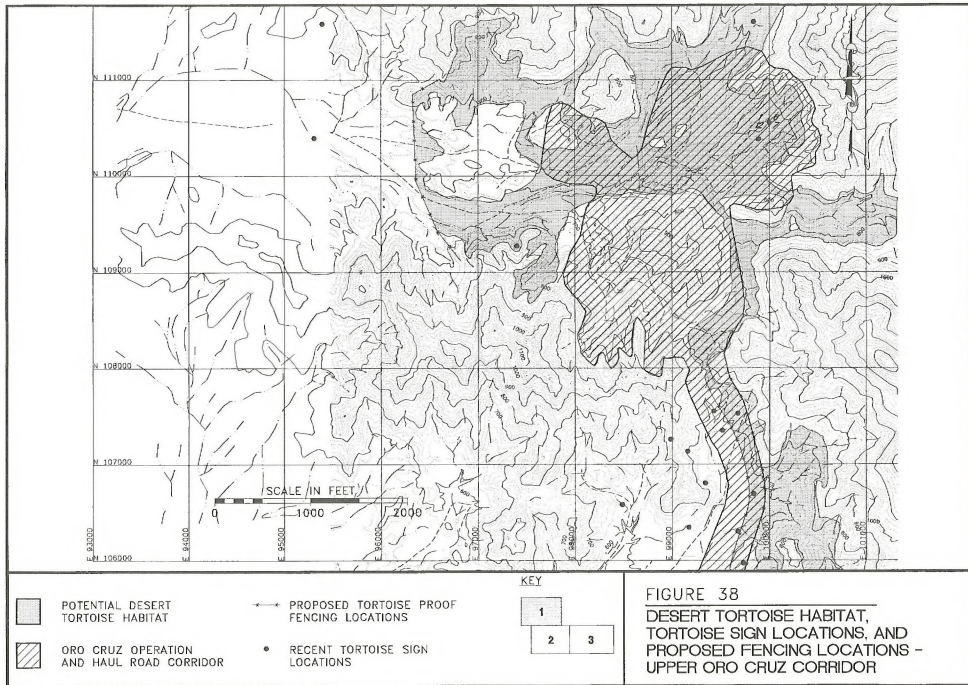 N 111000
N 110000
N 109000
N 108000
N 107000
N 106000
E 93000
E 94000
E 95000
E 96000
E 97000
E 98000
E 99000
E 100000
E 101000
SCALE IN FEET
0 1000 2000
POTENTIAL DESERT
TORTOISE HABITAT
PROPOSED TORTOISE PROOF
FENCING LOCATIONS
ORO CRUZ OPERATION
AND HAUL ROAD CORRIDOR
RECENT TORTOISE SIGN
LOCATIONS
KEY
1
2 3
FIGURE 38
DESERT TORTOISE HABITAT,
TORTOISE SIGN LOCATIONS, AND
PROPOSED FENCING LOCATIONS -
UPPER ORO CRUZ CORRIDOR